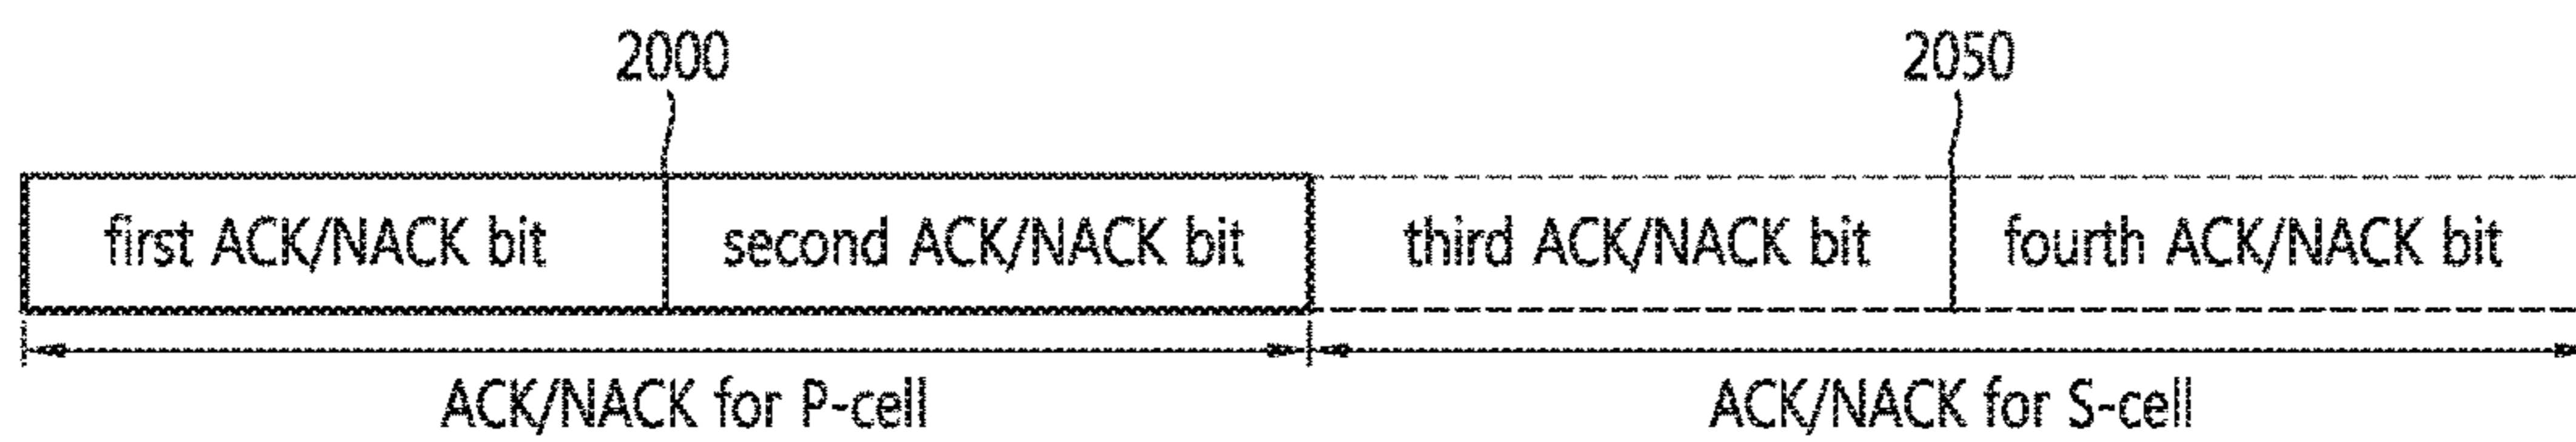 2000 2050
first ACK/NACK bit second ACK/NACK bit third ACK/NACK bit fourth ACK/NACK bit
ACK/NACK for P-cell ACK/NACK for S-cell